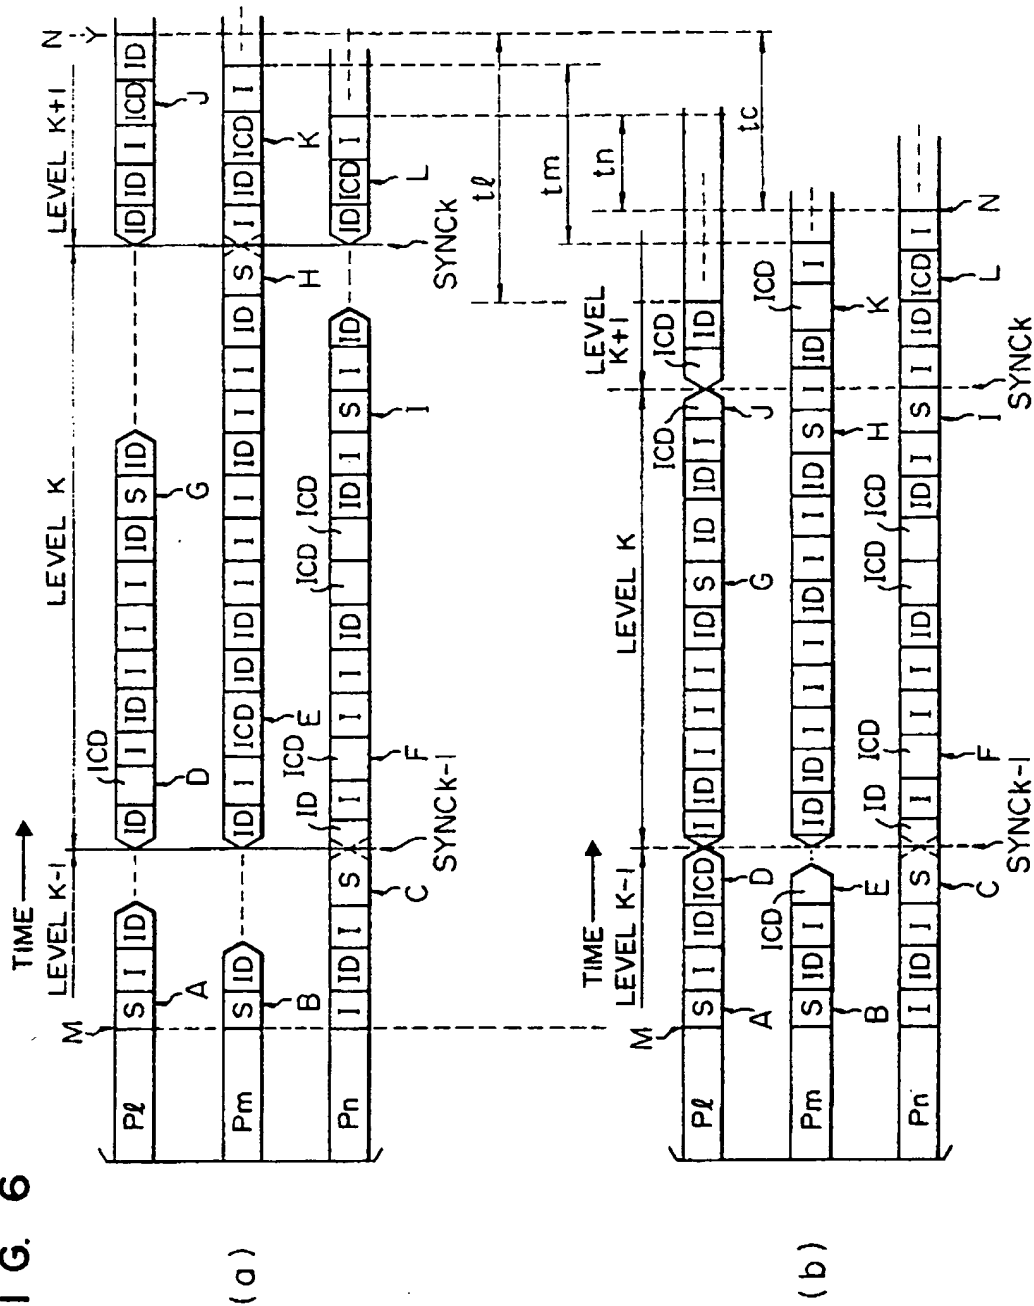 I G. 6
(a)
TIME
LEVEL K-1 LEVEL K LEVEL K+1 N
M ICD Y
Pℓ S I ID ID I ID I I I ID S ID ID ID I ICD ID
A D G J
Pm S ID ID I ICD ID ID I I I ID I I ID S I ID ID ICD I
B E H K
ID ICD ICD ICD
Pn I ID I S I I I ID ID I S I ID ID ICD I
C F I L
SYNCk-1 SYNCk
tℓ
tm
tn
tc
(b)
TIME
LEVEL K-1 LEVEL K LEVEL K+1
M ICD ICD
Pℓ S I ID ICD I ID I I I ID S ID ID I ID
A D G J
ICD ICD
Pm S ID I ID ID I I I ID I I ID S I ID I
B E H K
ID ICD ICD ICD
Pn I ID I S I I I ID ID I S I ID ICD I
C F I L N
SYNCk-1 SYNCk